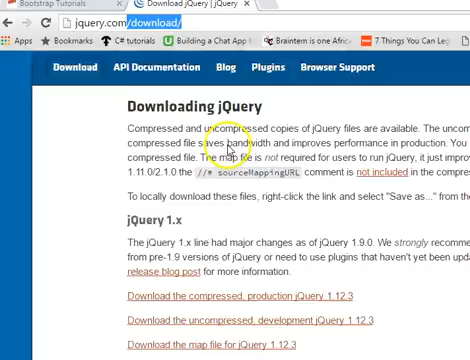 Bootstrap Tutorials
Download jQuery | jQuery
jquery.com/download/
Apps
Bookmarks
C# tutorials
Building a Chat App
Braintem is an Onlin
7 Things You Can Leg
Download
API Documentation
Blog
Plugins
Browser Support
Downloading jQuery
Compressed and uncompressed copies of jQuery files are available. The uncom
compressed file saves bandwidth and improves performance in production. You
compressed file. The map file is not required for users to run jQuery, it just impro
1.11.0/2.1.0 the //# sourceMappingURL comment is not included in the compres
To locally download these files, right-click the link and select "Save as..." from the
jQuery 1.x
The jQuery 1.x line had major changes as of jQuery 1.9.0. We strongly recomme
from pre-1.9 versions of jQuery or need to use plugins that haven't yet been upda
release blog post for more information.
Download the compressed, production jQuery 1.12.3
Download the uncompressed, development jQuery 1.12.3
Download the map file for jQuery 1.12.3